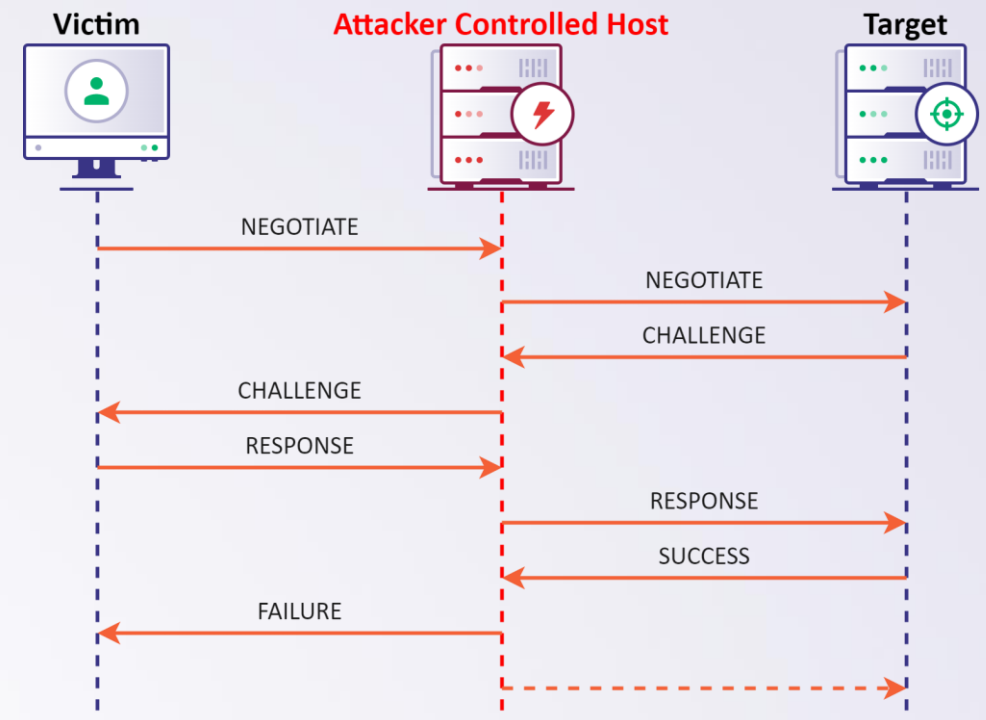 Victim
Attacker Controlled Host
Target
NEGOTIATE
NEGOTIATE
CHALLENGE
CHALLENGE
RESPONSE
RESPONSE
SUCCESS
FAILURE